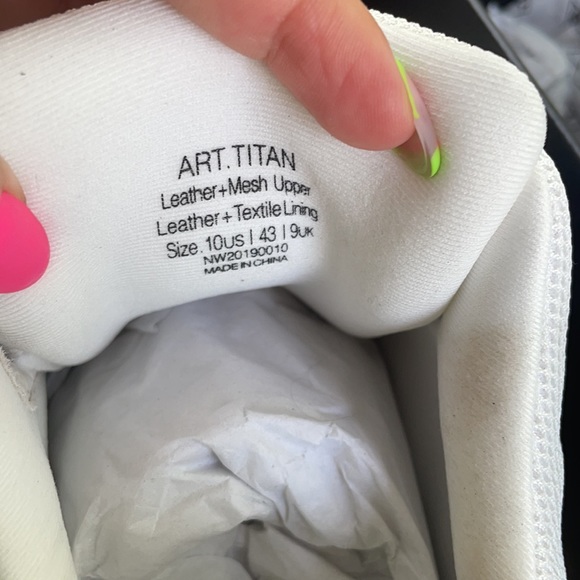 ART.TITAN
Leather+Mesh Upper
Leather+Textile Lining
Size. 10US | 43 | 9UK
NW20190010
MADE IN CHINA